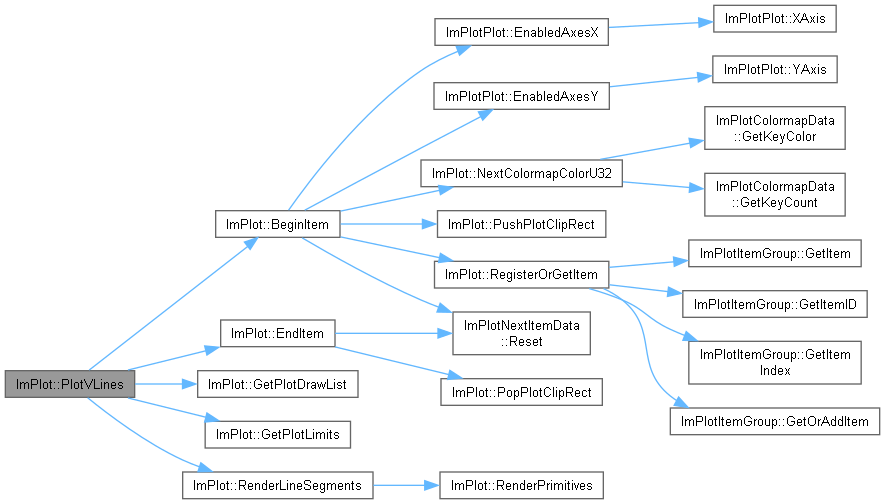 ImPlot::PlotVLines
ImPlot::BeginItem
ImPlotPlot::EnabledAxesX
ImPlotPlot::XAxis
ImPlotPlot::EnabledAxesY
ImPlotPlot::YAxis
ImPlot::NextColormapColorU32
ImPlotColormapData
::GetKeyColor
ImPlotColormapData
::GetKeyCount
ImPlot::PushPlotClipRect
ImPlot::RegisterOrGetItem
ImPlotItemGroup::GetItem
ImPlotItemGroup::GetItemID
ImPlotItemGroup::GetItem
Index
ImPlotItemGroup::GetOrAddItem
ImPlotNextItemData
::Reset
ImPlot::EndItem
ImPlot::PopPlotClipRect
ImPlot::GetPlotDrawList
ImPlot::GetPlotLimits
ImPlot::RenderLineSegments
ImPlot::RenderPrimitives